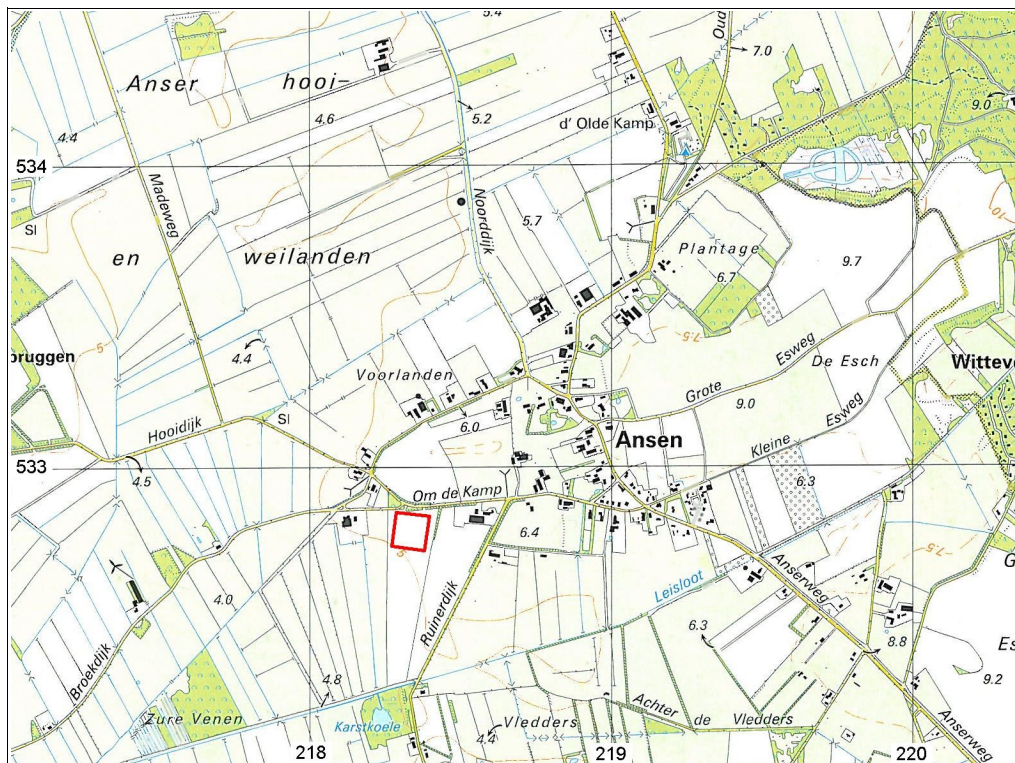 5.4
Oud
7.0
Anser hooi-
4.6
5.2
9.0
4.4
d' Olde Kamp
534
Madeweg
Noorddijk
Sl
5.7
10
en weilanden
Plantage
6.7
9.7
5
7.5
bruggen
4.4
Voorlanden
Esweg
De Esch
Witteve
Grote
9.0
Esweg
Sl
6.0
Hooidijk
Ansen
Kleine
533
4.5
6.3
Om de Kamp
6.4
5
7.5
Leisloot
Anserweg
G
4.0
Ruinerdijk
6.3
8.8
Es
Broekdijk
4.8
9.2
Zure Venen
Karstkoele
Vledders
4.4
Achter de Vledders
Anserweg
218
219
220